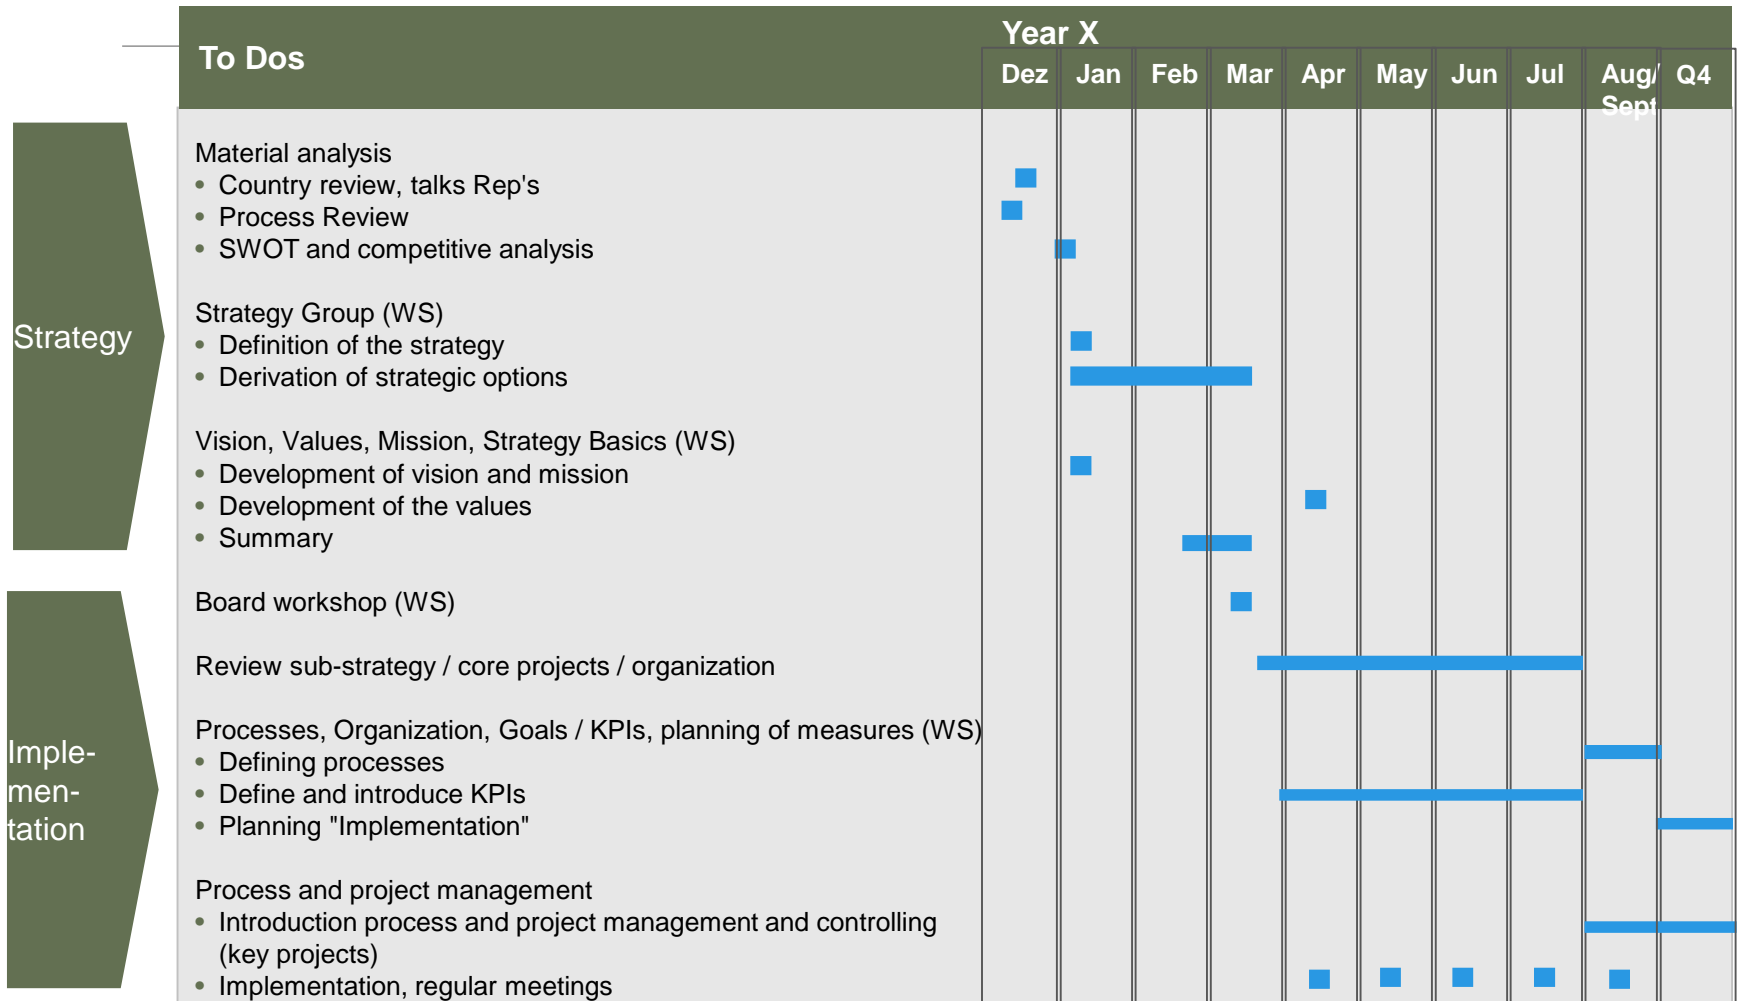 Year X
To Dos
Dez Jan Feb Mar Apr May Jun Jul Aug/ Q4
Sept
Strategy
Material analysis
• Country review, talks Rep's
• Process Review
• SWOT and competitive analysis
Strategy Group (WS)
• Definition of the strategy
• Derivation of strategic options
Vision, Values, Mission, Strategy Basics (WS)
• Development of vision and mission
• Development of the values
• Summary
Imple-
men-
tation
Board workshop (WS)
Review sub-strategy / core projects / organization
Processes, Organization, Goals / KPIs, planning of measures (WS)
• Defining processes
• Define and introduce KPIs
• Planning "Implementation"
Process and project management
• Introduction process and project management and controlling
(key projects)
• Implementation, regular meetings